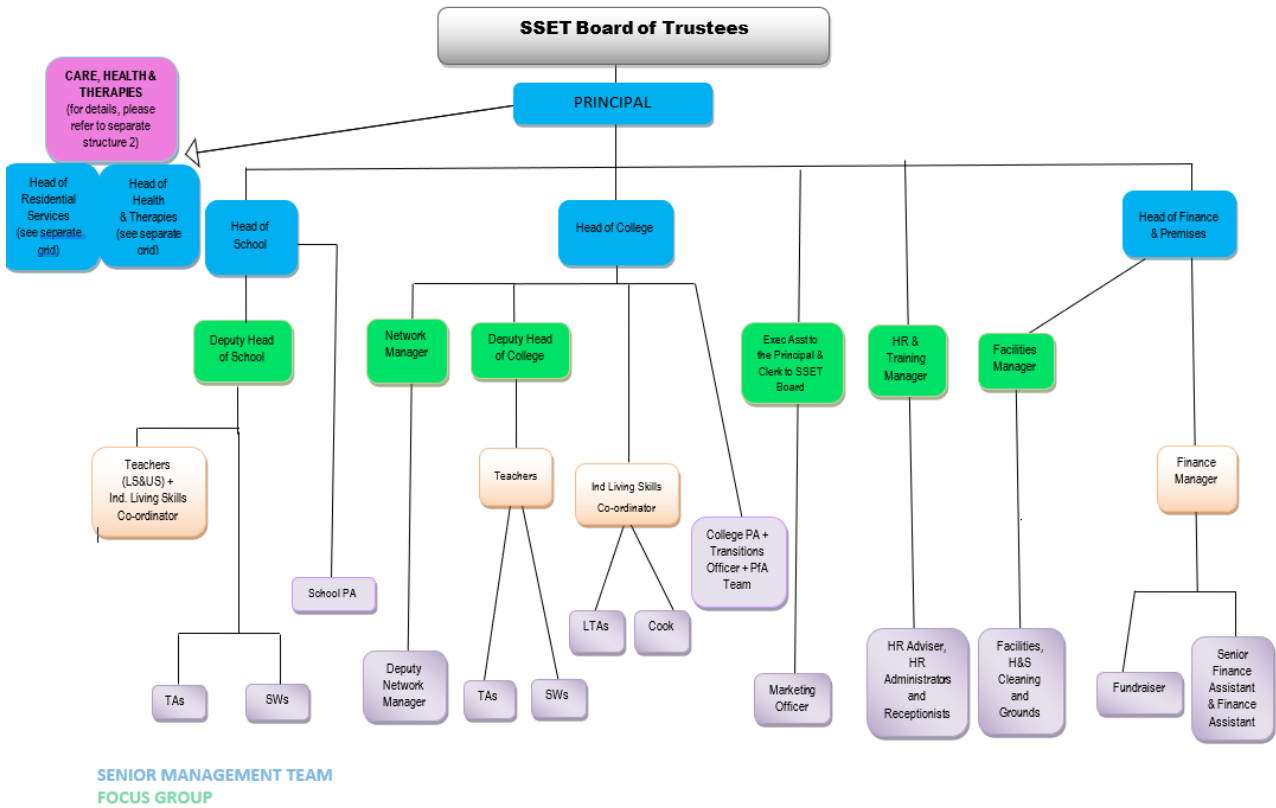 SSET Board of Trustees
PRINCIPAL
CARE, HEALTH &
THERAPIES
(for details, please
refer to separate
structure 2)
Head of
Residential
Services
(see separate
grid)
Head of
Health
& Therapies
(see separate
grid)
Head of
School
Head of College
Head of Finance
& Premises
Deputy Head
of School
Network
Manager
Deputy Head
of College
Exec Asst to
the Principal &
Clerk to SSET
Board
HR &
Training
Manager
Facilities
Manager
Teachers
(LS&US) +
Ind. Living Skills
Co-ordinator
Teachers
Ind Living Skills
Co-ordinator
Finance
Manager
College PA +
Transitions
Officer + PfA
Team
School PA
LTAs
Cook
TAs
SWs
Deputy
Network
Manager
TAs
SWs
Marketing
Officer
HR Adviser,
HR
Administrators
and
Receptionists
Facilities,
H&S
Cleaning
and
Grounds
Fundraiser
Senior
Finance
Assistant
& Finance
Assistant
SENIOR MANAGEMENT TEAM
FOCUS GROUP